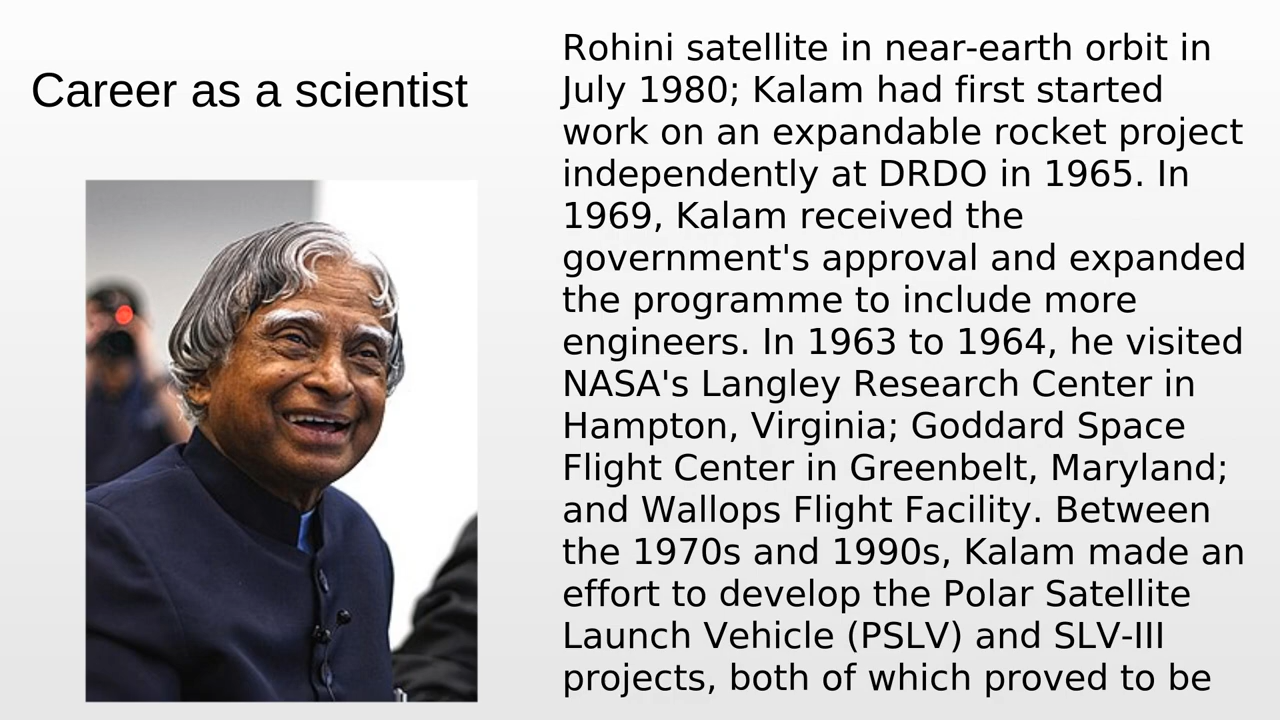 Career as a scientist
Rohini satellite in near-earth orbit in
July 1980; Kalam had first started
work on an expandable rocket project
independently at DRDO in 1965. In
1969, Kalam received the
government's approval and expanded
the programme to include more
engineers. In 1963 to 1964, he visited
NASA's Langley Research Center in
Hampton, Virginia; Goddard Space
Flight Center in Greenbelt, Maryland;
and Wallops Flight Facility. Between
the 1970s and 1990s, Kalam made an
effort to develop the Polar Satellite
Launch Vehicle (PSLV) and SLV-III
projects, both of which proved to be